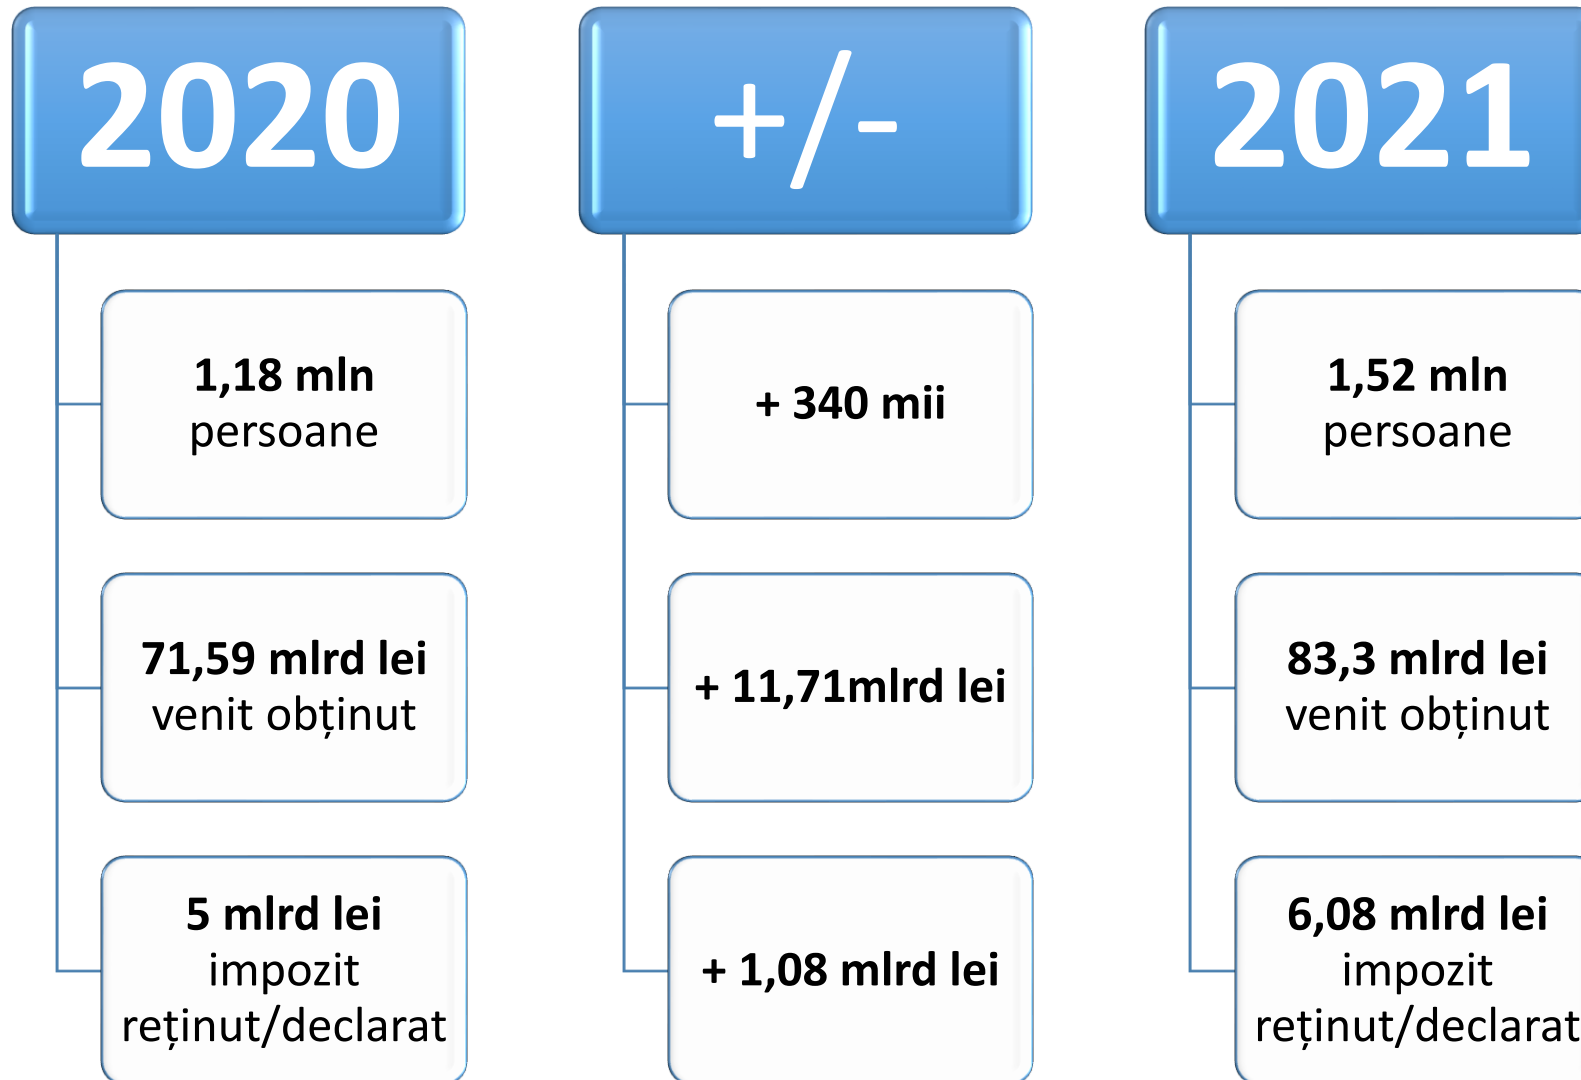 2020
1,18 mln
persoane
71,59 mlrd lei
venit obținut
5 mlrd lei
impozit
reținut/declarat
+/-
+ 340 mii
+ 11,71mlrd lei
+ 1,08 mlrd lei
2021
1,52 mln
persoane
83,3 mlrd lei
venit obținut
6,08 mlrd lei
impozit
reținut/declarat